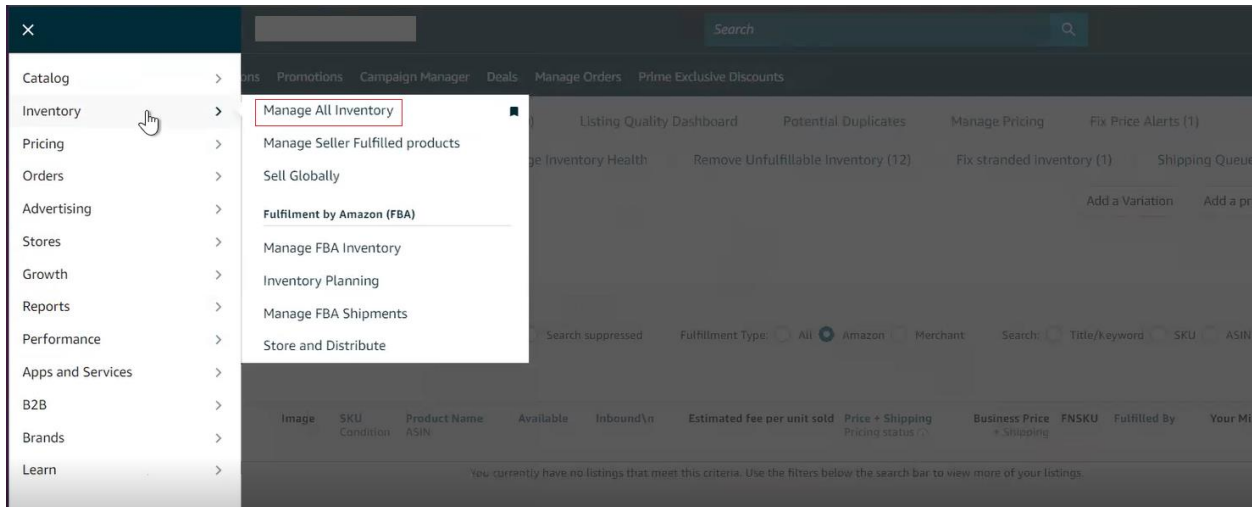 Search
Catalog
ons Promotions Campaign Manager Deals Manage Orders Prime Exclusive Discounts
Inventory
Manage All Inventory
) Listing Quality Dashboard Potential Duplicates Manage Pricing Fix Price Alerts (1)
Pricing
Manage Seller Fulfilled products
ge Inventory Health Remove Unfulfillable Inventory (12) Fix stranded inventory (1) Shipping Queue
Orders
Sell Globally
Advertising
Fulfilment by Amazon (FBA)
Add a Variation Add a pr
Stores
Manage FBA Inventory
Growth
Inventory Planning
Reports
Manage FBA Shipments
Performance
Store and Distribute
Search suppressed Fulfillment Type: All Amazon Merchant Search: Title/Keyword SKU ASIN
Apps and Services
B2B
Image SKU Product Name Available Inbound\n Estimated fee per unit sold Price + Shipping Business Price FNSKU Fulfilled By Your Mi
Condition ASIN Pricing status + Shipping
Brands
Learn
You currently have no listings that meet this criteria. Use the filters below the search bar to view more of your listings.